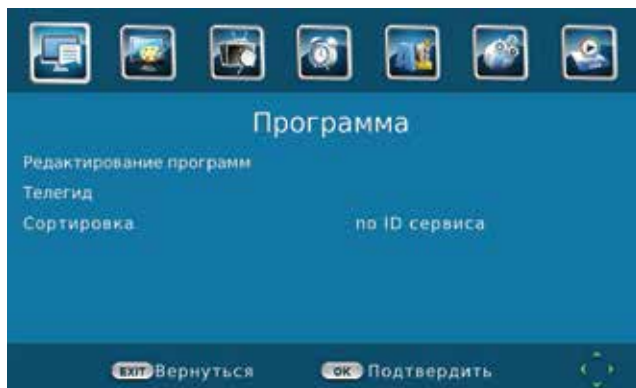 Программа
Редактирование программ
Телегид
Сортировка по ID сервиса
EXIT Вернуться OK Подтвердить